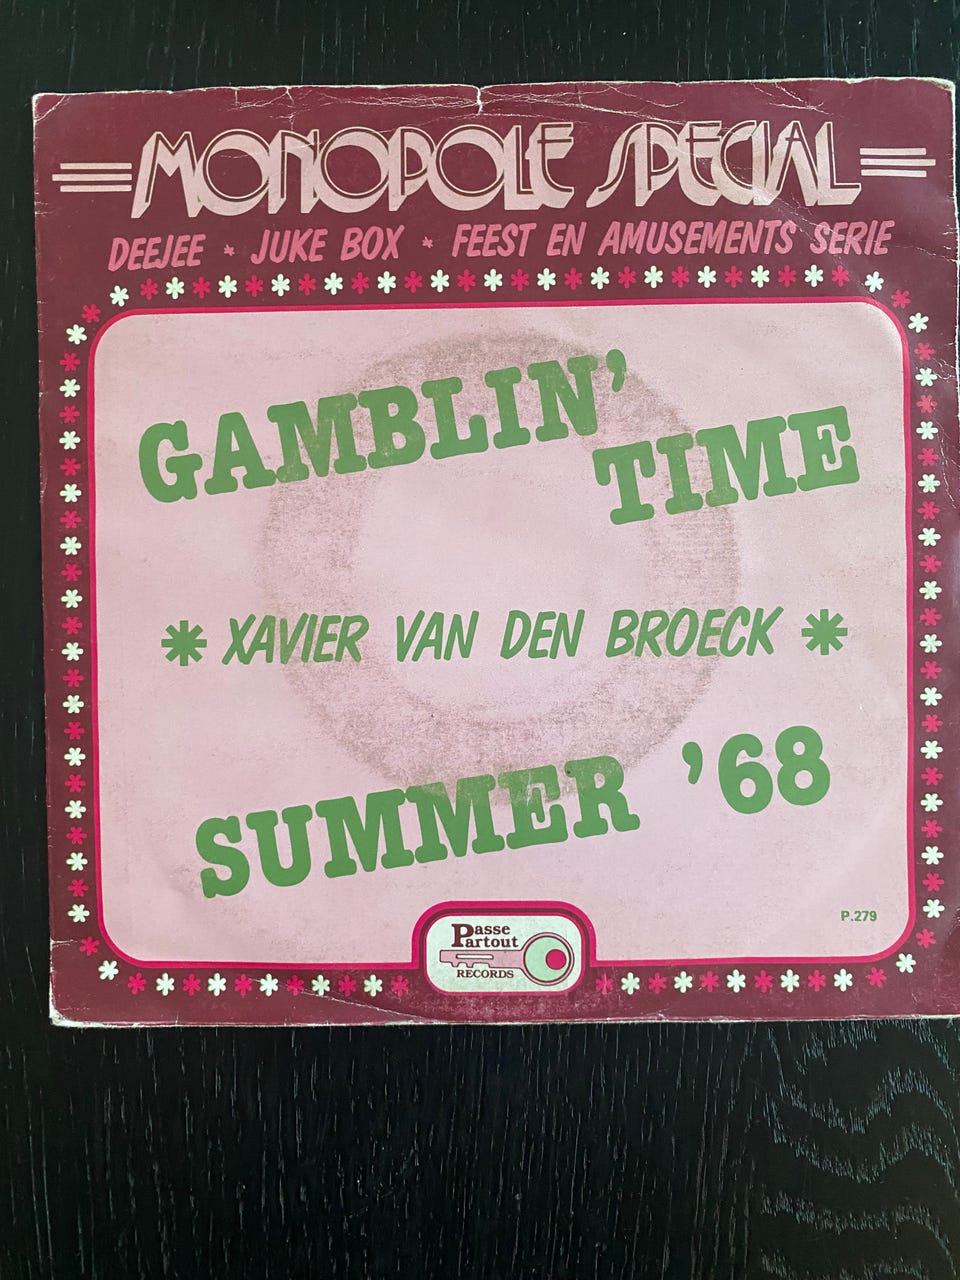 MONOPOLE SPECIAL
DEEJEE * JUKE BOX * FEEST EN AMUSEMENTS SERIE
GAMBLIN'
TIME
* XAVIER VAN DEN BROECK *
SUMMER '68
P.279
Passe
Partout
RECORDS